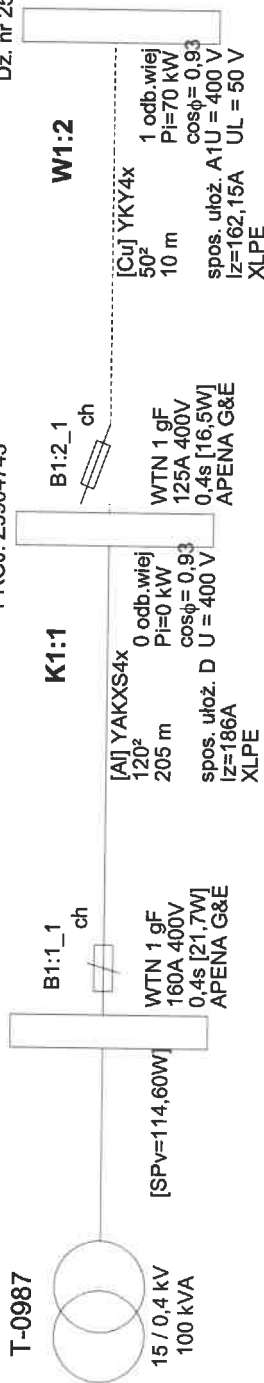 T-0987
15 / 0,4 kV
100 kVA
[SPv=114,60W]
B1:1_1
ch
WTN 1 gF
160A 400V
0,4s [21,7W]
APENA G&E
K1:1
[Al] YAKXS4x
120²
205 m
0 odb.wiej
Pi=0 kW
cosϕ= 0,93
spos. ułoż. D U = 400 V
Iz=186A
XLPE
B1:2_1
ch
WTN 1 gF
125A 400V
0,4s [16,5W]
APENA G&E
W1:2
[Cu] YKY4x
50²
10 m
1 odb.wiej
Pi=70 kW
cosϕ= 0,93
spos. ułoż. A1U = 400 V
Iz=162,15A UL = 50 V
XLPE